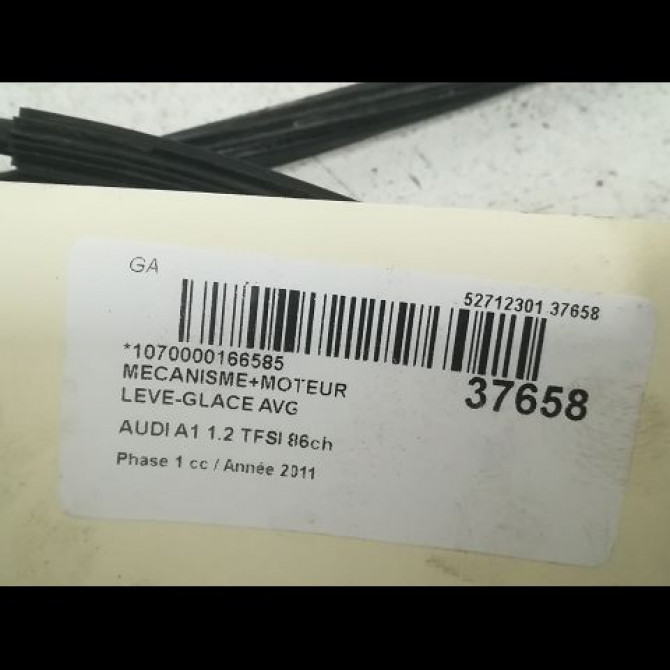 GA
52712301 37658
*1070000166585
37658
MECANISME+MOTEUR
LEVE-GLACE AVG
AUDI A1 1.2 TFSI 86ch
Phase 1 cc / Année 2011